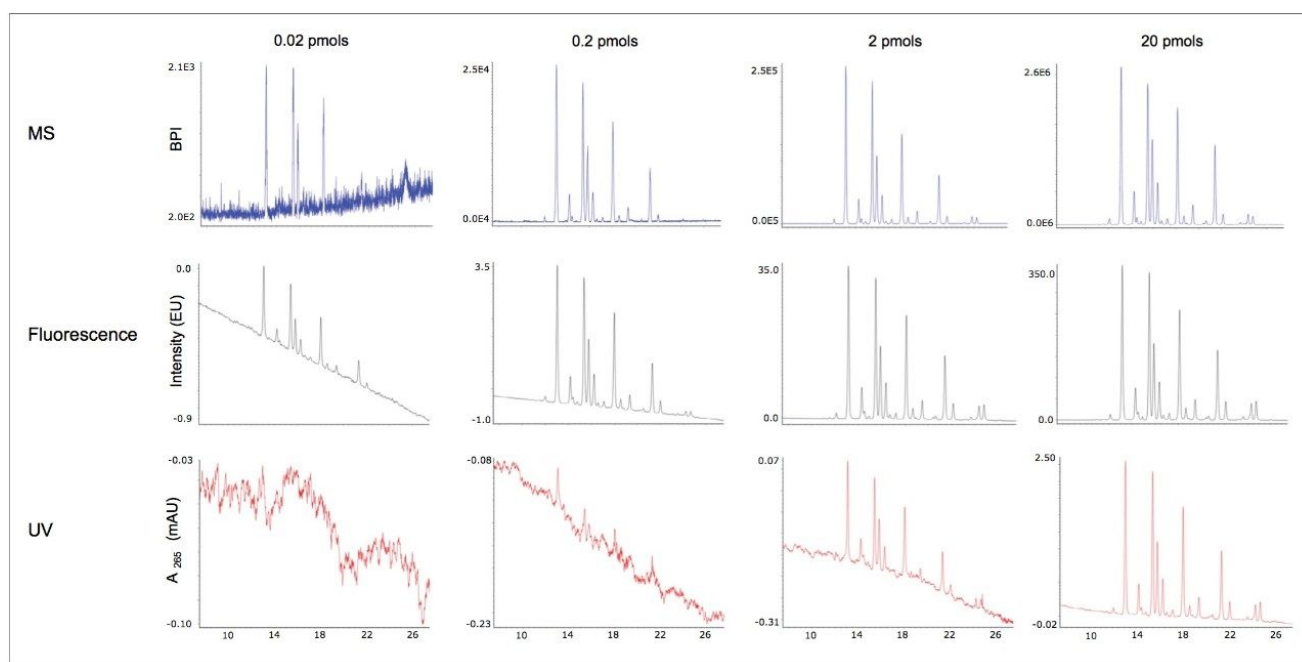 0.02 pmols 0.2 pmols 2 pmols 20 pmols
MS
BPI
2.1E3
2.0E2
2.5E4
0.0E4
2.5E5
0.0E5
2.6E6
0.0E6
Fluorescence
Intensity (EU)
0.0
-0.9
3.5
-1.0
35.0
0.0
350.0
0.0
UV
A 265 (mAU)
-0.03
-0.10
-0.08
-0.23
0.07
-0.31
2.50
-0.02
10 14 18 22 26
10 14 18 22 26
10 14 18 22 26
10 14 18 22 26